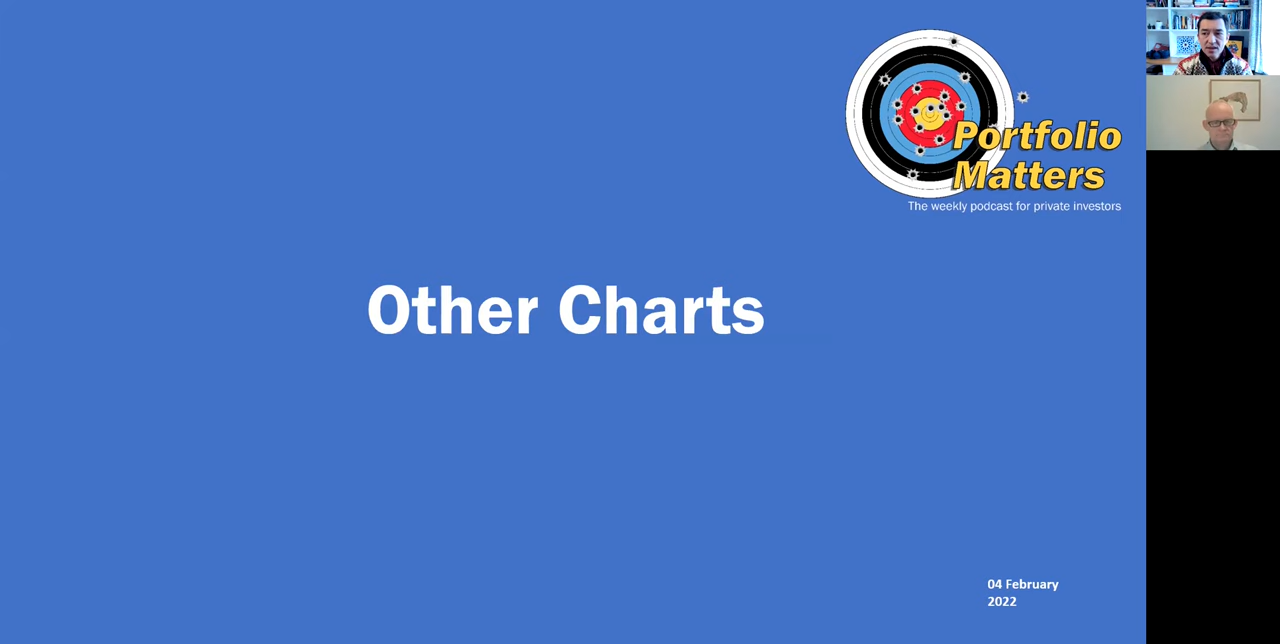 Portfolio
Matters
The weekly podcast for private investors
Other Charts
04 February
2022